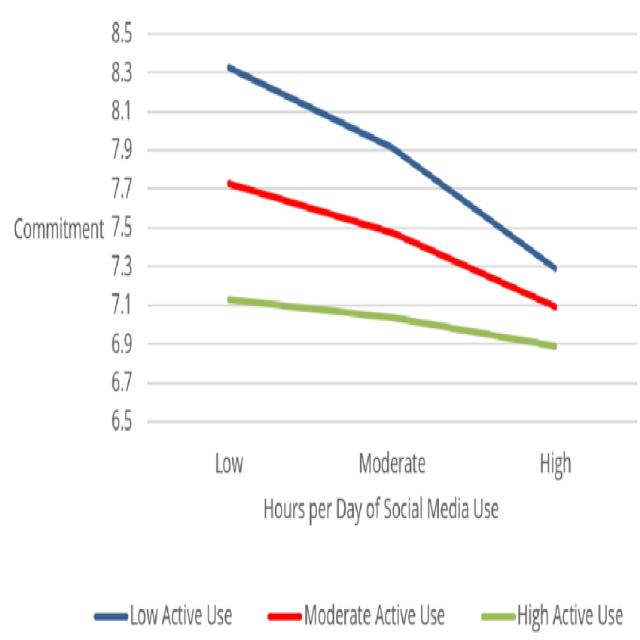 8.5
8.3
8.1
7.9
7.7
Commitment 7.5
7.3
7.1
6.9
6.7
6.5
Low Moderate High
Hours per Day of Social Media Use
Low Active Use Moderate Active Use High Active Use